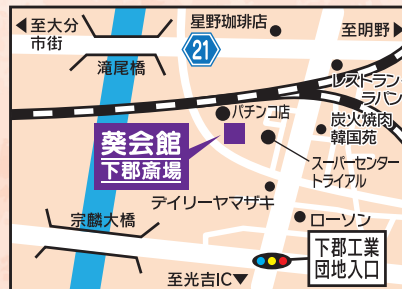 至大分
市街
星野珈琲店
至明野
21
滝尾橋
レストラン
ラパン
パチンコ店
炭火焼肉
韓国苑
葵会館
下郡斎場
スーパーセンター
トライアル
デイリーヤマザキ
宗麟大橋
ローソン
下郡工業
団地入口
至光吉IC